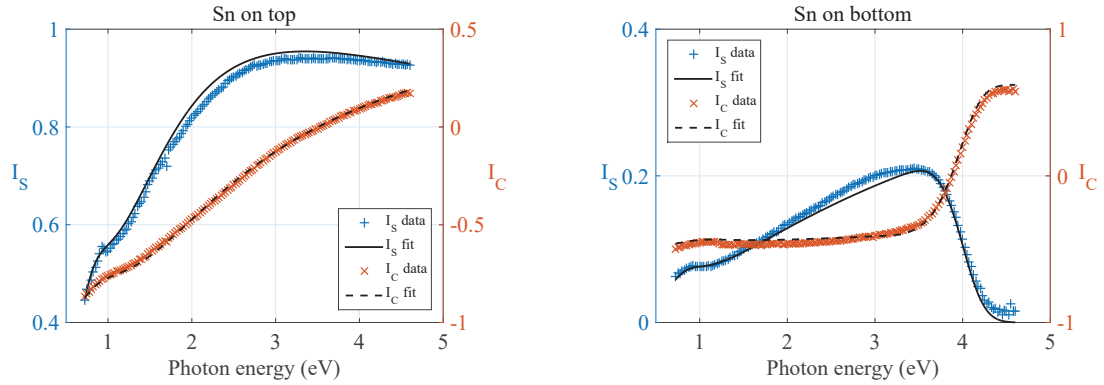 Sn on top
1
0.8
0.6
0.4
I_S
0.5
0
-0.5
-1
I_C
I_S data
I_S fit
I_C data
I_C fit
1 2 3 4 5
Photon energy (eV)
Sn on bottom
0.4
0.2
0
I_S
1
0
-1
I_C
I_S data
I_S fit
I_C data
I_C fit
1 2 3 4 5
Photon energy (eV)